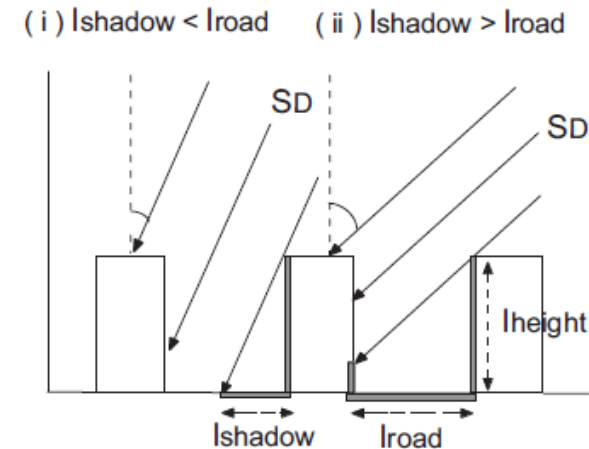 ( i ) lshadow < lroad ( ii ) lshadow > lroad
SD
SD
lheight
lshadow
lroad